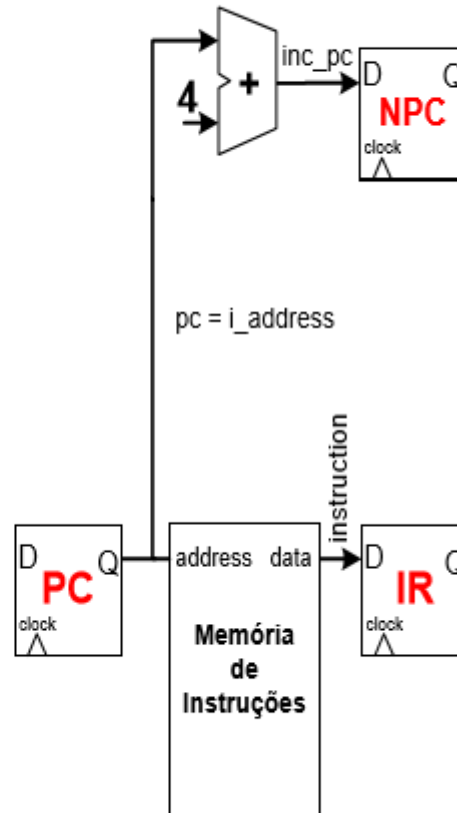 inc_pc
D Q
NPC
clock
4
+
pc = i_address
instruction
D Q
PC
clock
address data
Memória
de
Instruções
D Q
IR
clock